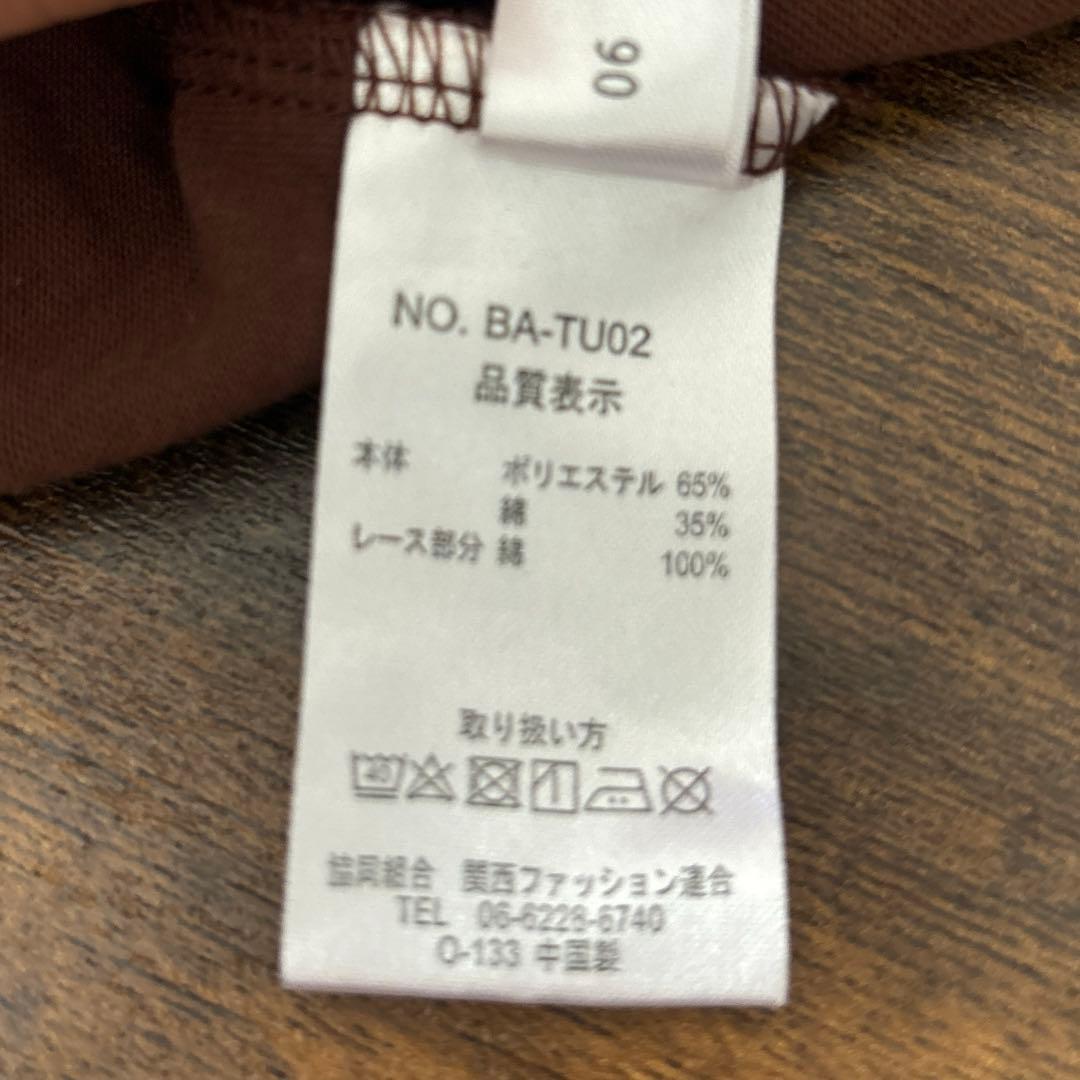 90
NO. BA-TU02
品質表示
本体 ポリエステル 65%
綿 35%
レース部分 綿 100%
取り扱い方
40
協同組合 関西ファッション連合
TEL 06-6228-6740
O-133 中国製